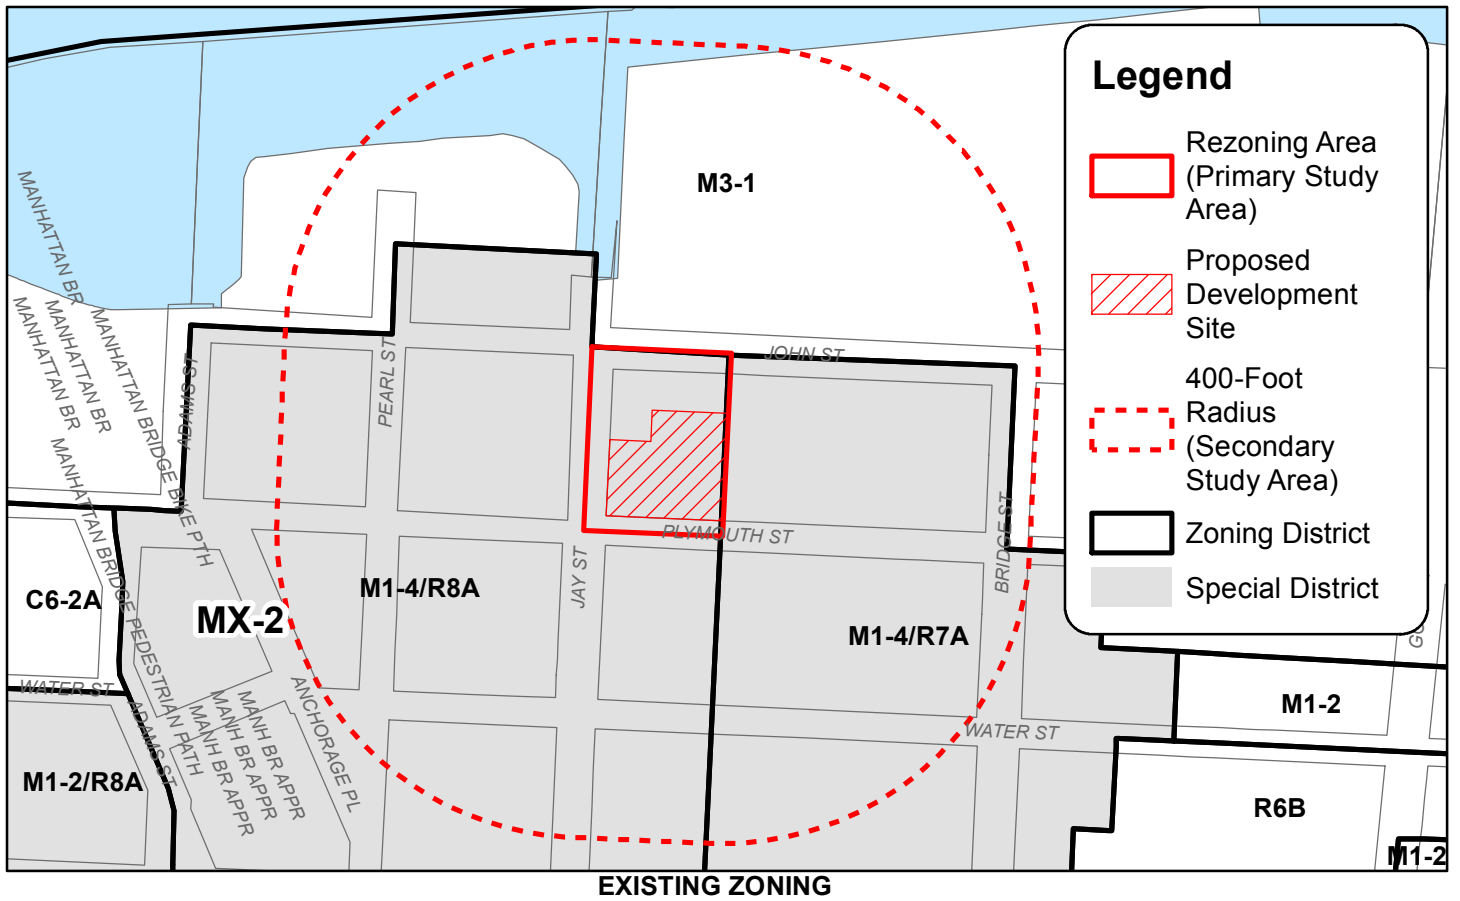 Legend
Rezoning Area
(Primary Study
Area)
Proposed
Development
Site
400-Foot
Radius
(Secondary
Study Area)
Zoning District
Special District
M3-1
MANHATTAN BR
MANHATTAN BR
MANHATTAN BR
MANHATTAN BRIDGE BIKE PTH
MANHATTAN BRIDGE PEDESTRIAN PATH
ADAMS ST
PEARL ST
JOHN ST
PLYMOUTH ST
JAY ST
BRIDGE ST
C6-2A
MX-2
M1-4/R8A
M1-4/R7A
GO
WATER ST
ADAMS ST
MANH BR APPR
MANH BR APPR
MANH BR APPR
ANCHORAGE PL
WATER ST
M1-2
M1-2/R8A
R6B
M1-2
EXISTING ZONING